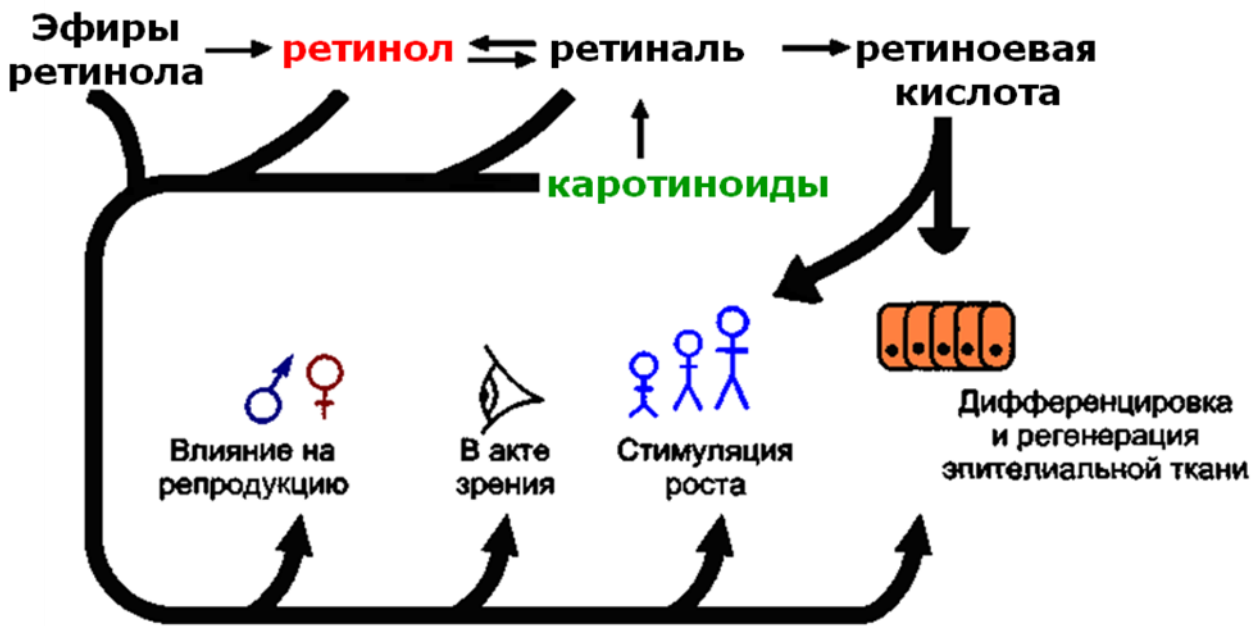 Эфиры
ретинола
ретинол
ретиналь
ретиноевая
кислота
каротиноиды
Влияние на
репродукцию
В акте
зрения
Стимуляция
роста
Дифференцировка
и регенерация
эпителиальной ткани